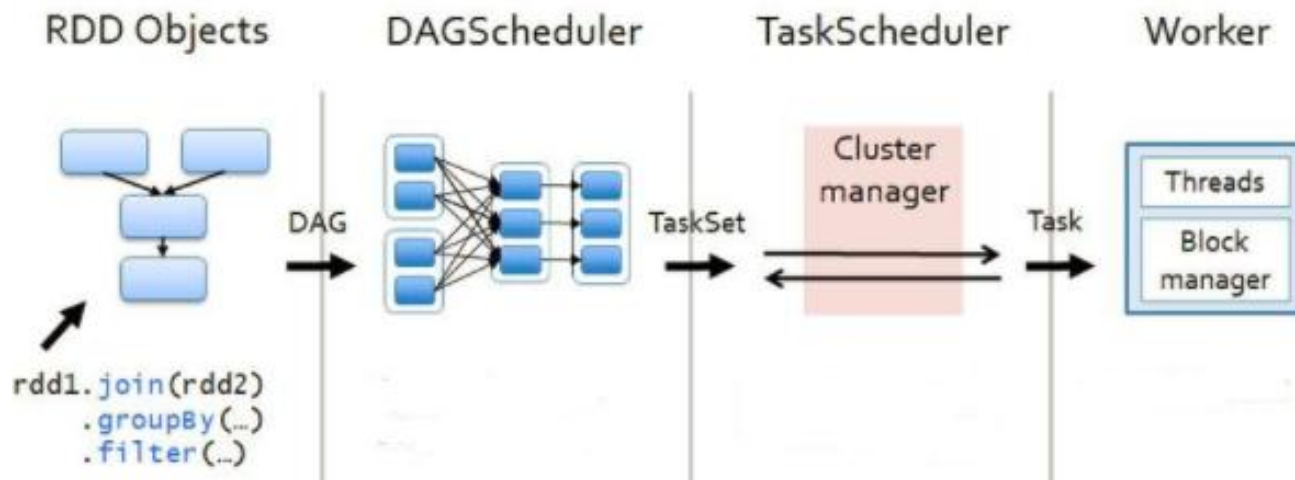 RDD Objects
DAGScheduler
TaskScheduler
Worker
DAG
TaskSet
Cluster
manager
Task
Threads
Block
manager
rdd1.join(rdd2)
.groupBy(…)
.filter(…)